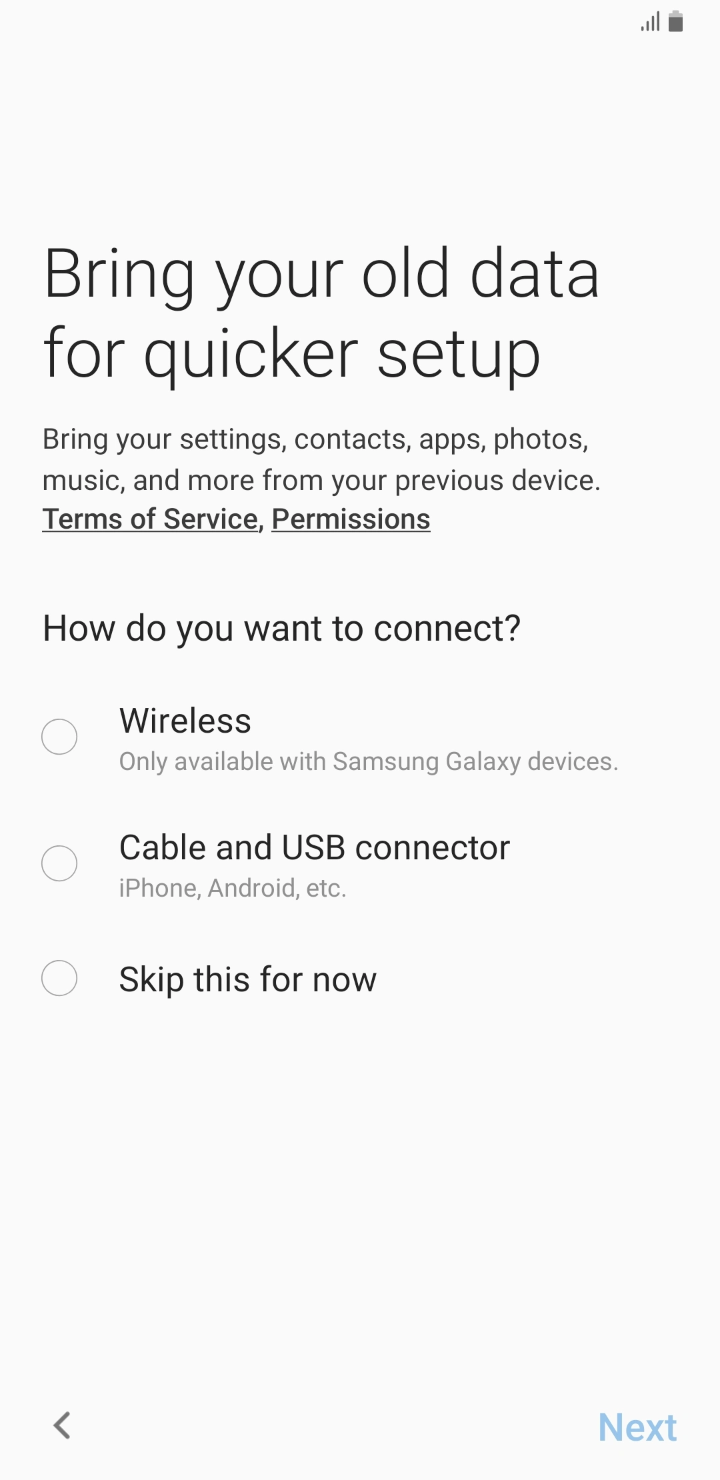 Bring your old data
for quicker setup
Bring your settings, contacts, apps, photos,
music, and more from your previous device.
Terms of Service, Permissions
How do you want to connect?
Wireless
Only available with Samsung Galaxy devices.
Cable and USB connector
iPhone, Android, etc.
Skip this for now
Next